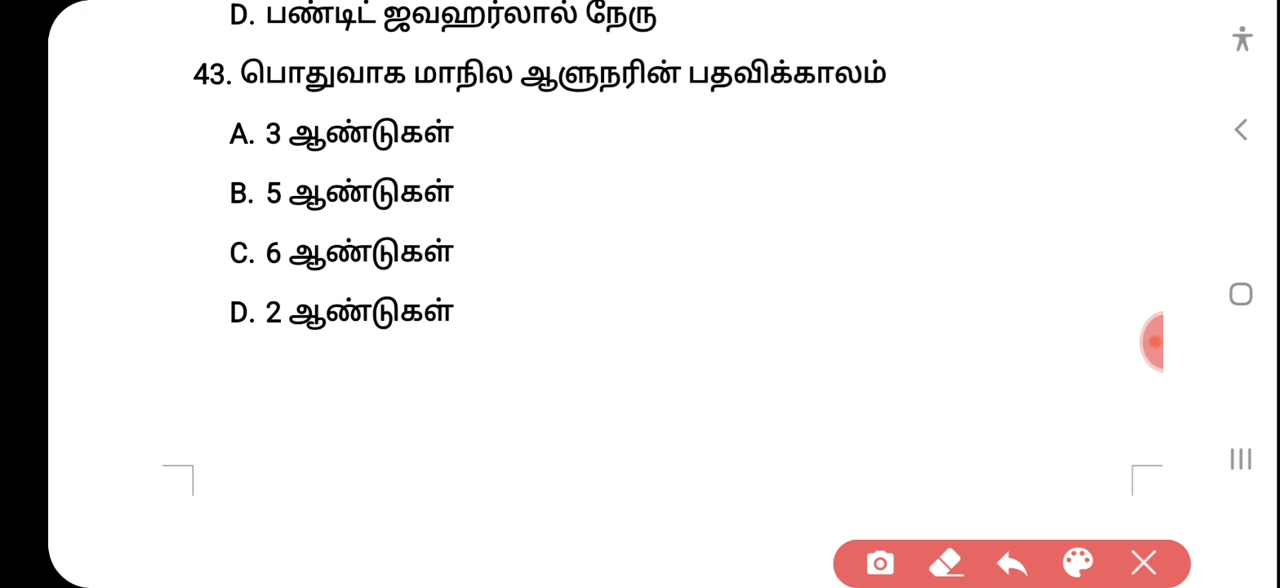 D. பண்டிட் ஜவஹர்லால் நேரு
43. பொதுவாக மாநில ஆளுநரின் பதவிக்காலம்
A. 3 ஆண்டுகள்
B. 5 ஆண்டுகள்
C. 6 ஆண்டுகள்
D. 2 ஆண்டுகள்